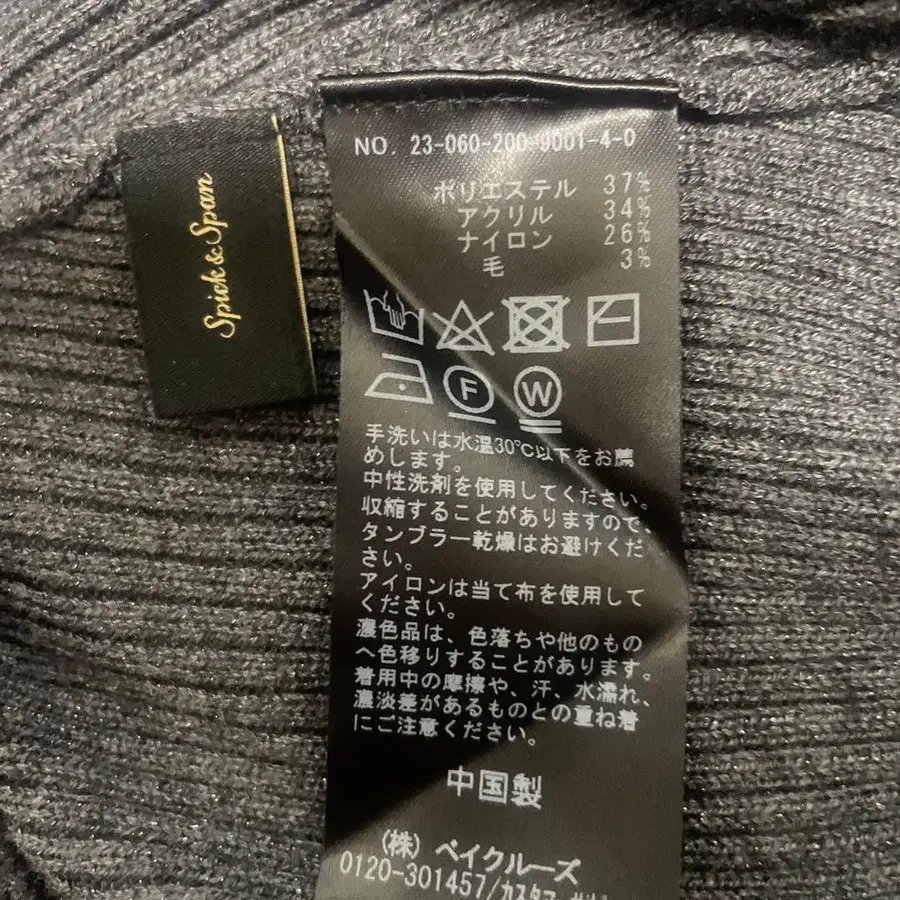 Spick & Span
NO. 23-060-200-9001-4-0
ポリエステル 37%
アクリル 34%
ナイロン 26%
毛 3%
F W
手洗いは水温30℃以下をお薦
めします。
中性洗剤を使用してください。
収縮することがありますので、
タンブラー乾燥はお避けくだ
さい。
アイロンは当て布を使用して
ください。
濃色品は、色落ちや他のもの
へ色移りすることがあります。
着用中の摩擦や、汗、水濡れ、
濃淡差があるものとの重ね着
にご注意ください。
中国製
(株) ベイクルーズ
0120-301457/